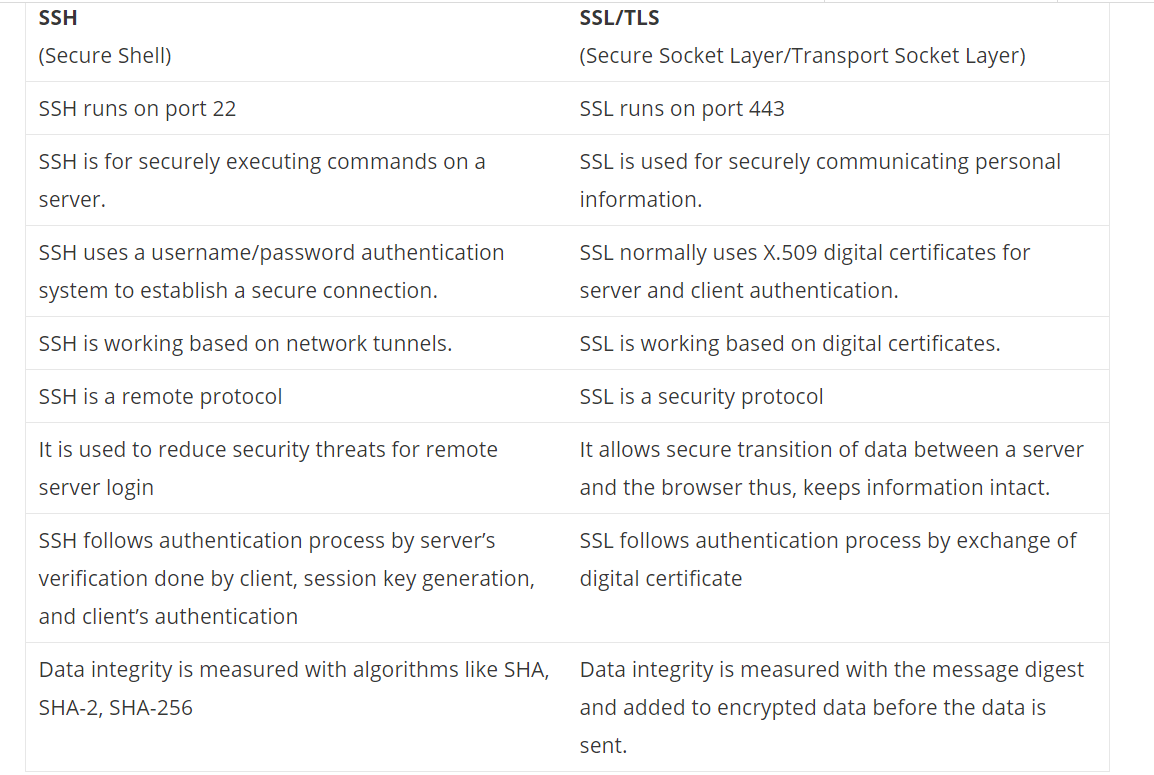 SSH
(Secure Shell)
SSL/TLS
(Secure Socket Layer/Transport Socket Layer)
SSH runs on port 22
SSL runs on port 443
SSH is for securely executing commands on a
server.
SSL is used for securely communicating personal
information.
SSH uses a username/password authentication
system to establish a secure connection.
SSL normally uses X.509 digital certificates for
server and client authentication.
SSH is working based on network tunnels.
SSL is working based on digital certificates.
SSH is a remote protocol
SSL is a security protocol
It is used to reduce security threats for remote
server login
It allows secure transition of data between a server
and the browser thus, keeps information intact.
SSH follows authentication process by server’s
verification done by client, session key generation,
and client’s authentication
SSL follows authentication process by exchange of
digital certificate
Data integrity is measured with algorithms like SHA,
SHA-2, SHA-256
Data integrity is measured with the message digest
and added to encrypted data before the data is
sent.